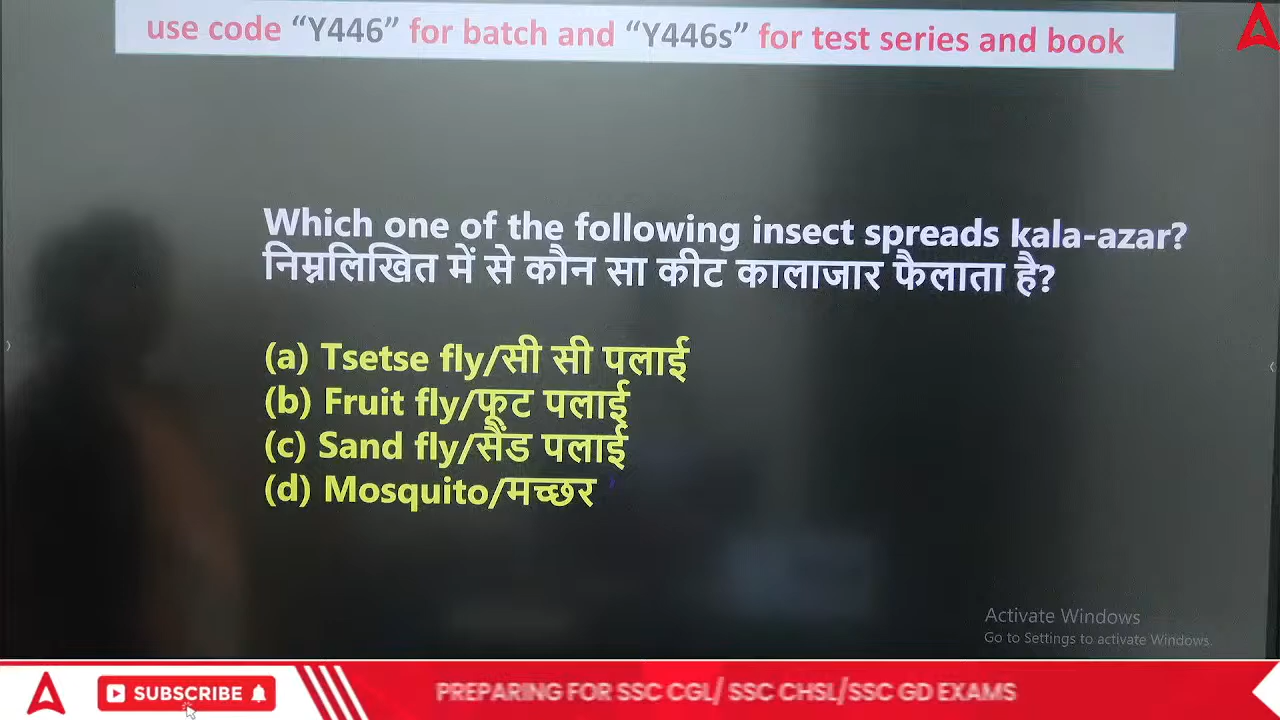 use code “Y446” for batch and “Y446s” for test series and book
Which one of the following insect spreads kala-azar?
निम्नलिखित में से कौन सा कीट कालाजार फैलाता है?
(a) Tsetse fly/सी सी पलाई
(b) Fruit fly/फ्रूट पलाई
(c) Sand fly/सैंड पलाई
(d) Mosquito/मच्छर
Activate Windows
Go to Settings to activate Windows.
SUBSCRIBE
PREPARING FOR SSC CGL/ SSC CHSL/SSC GD EXAMS